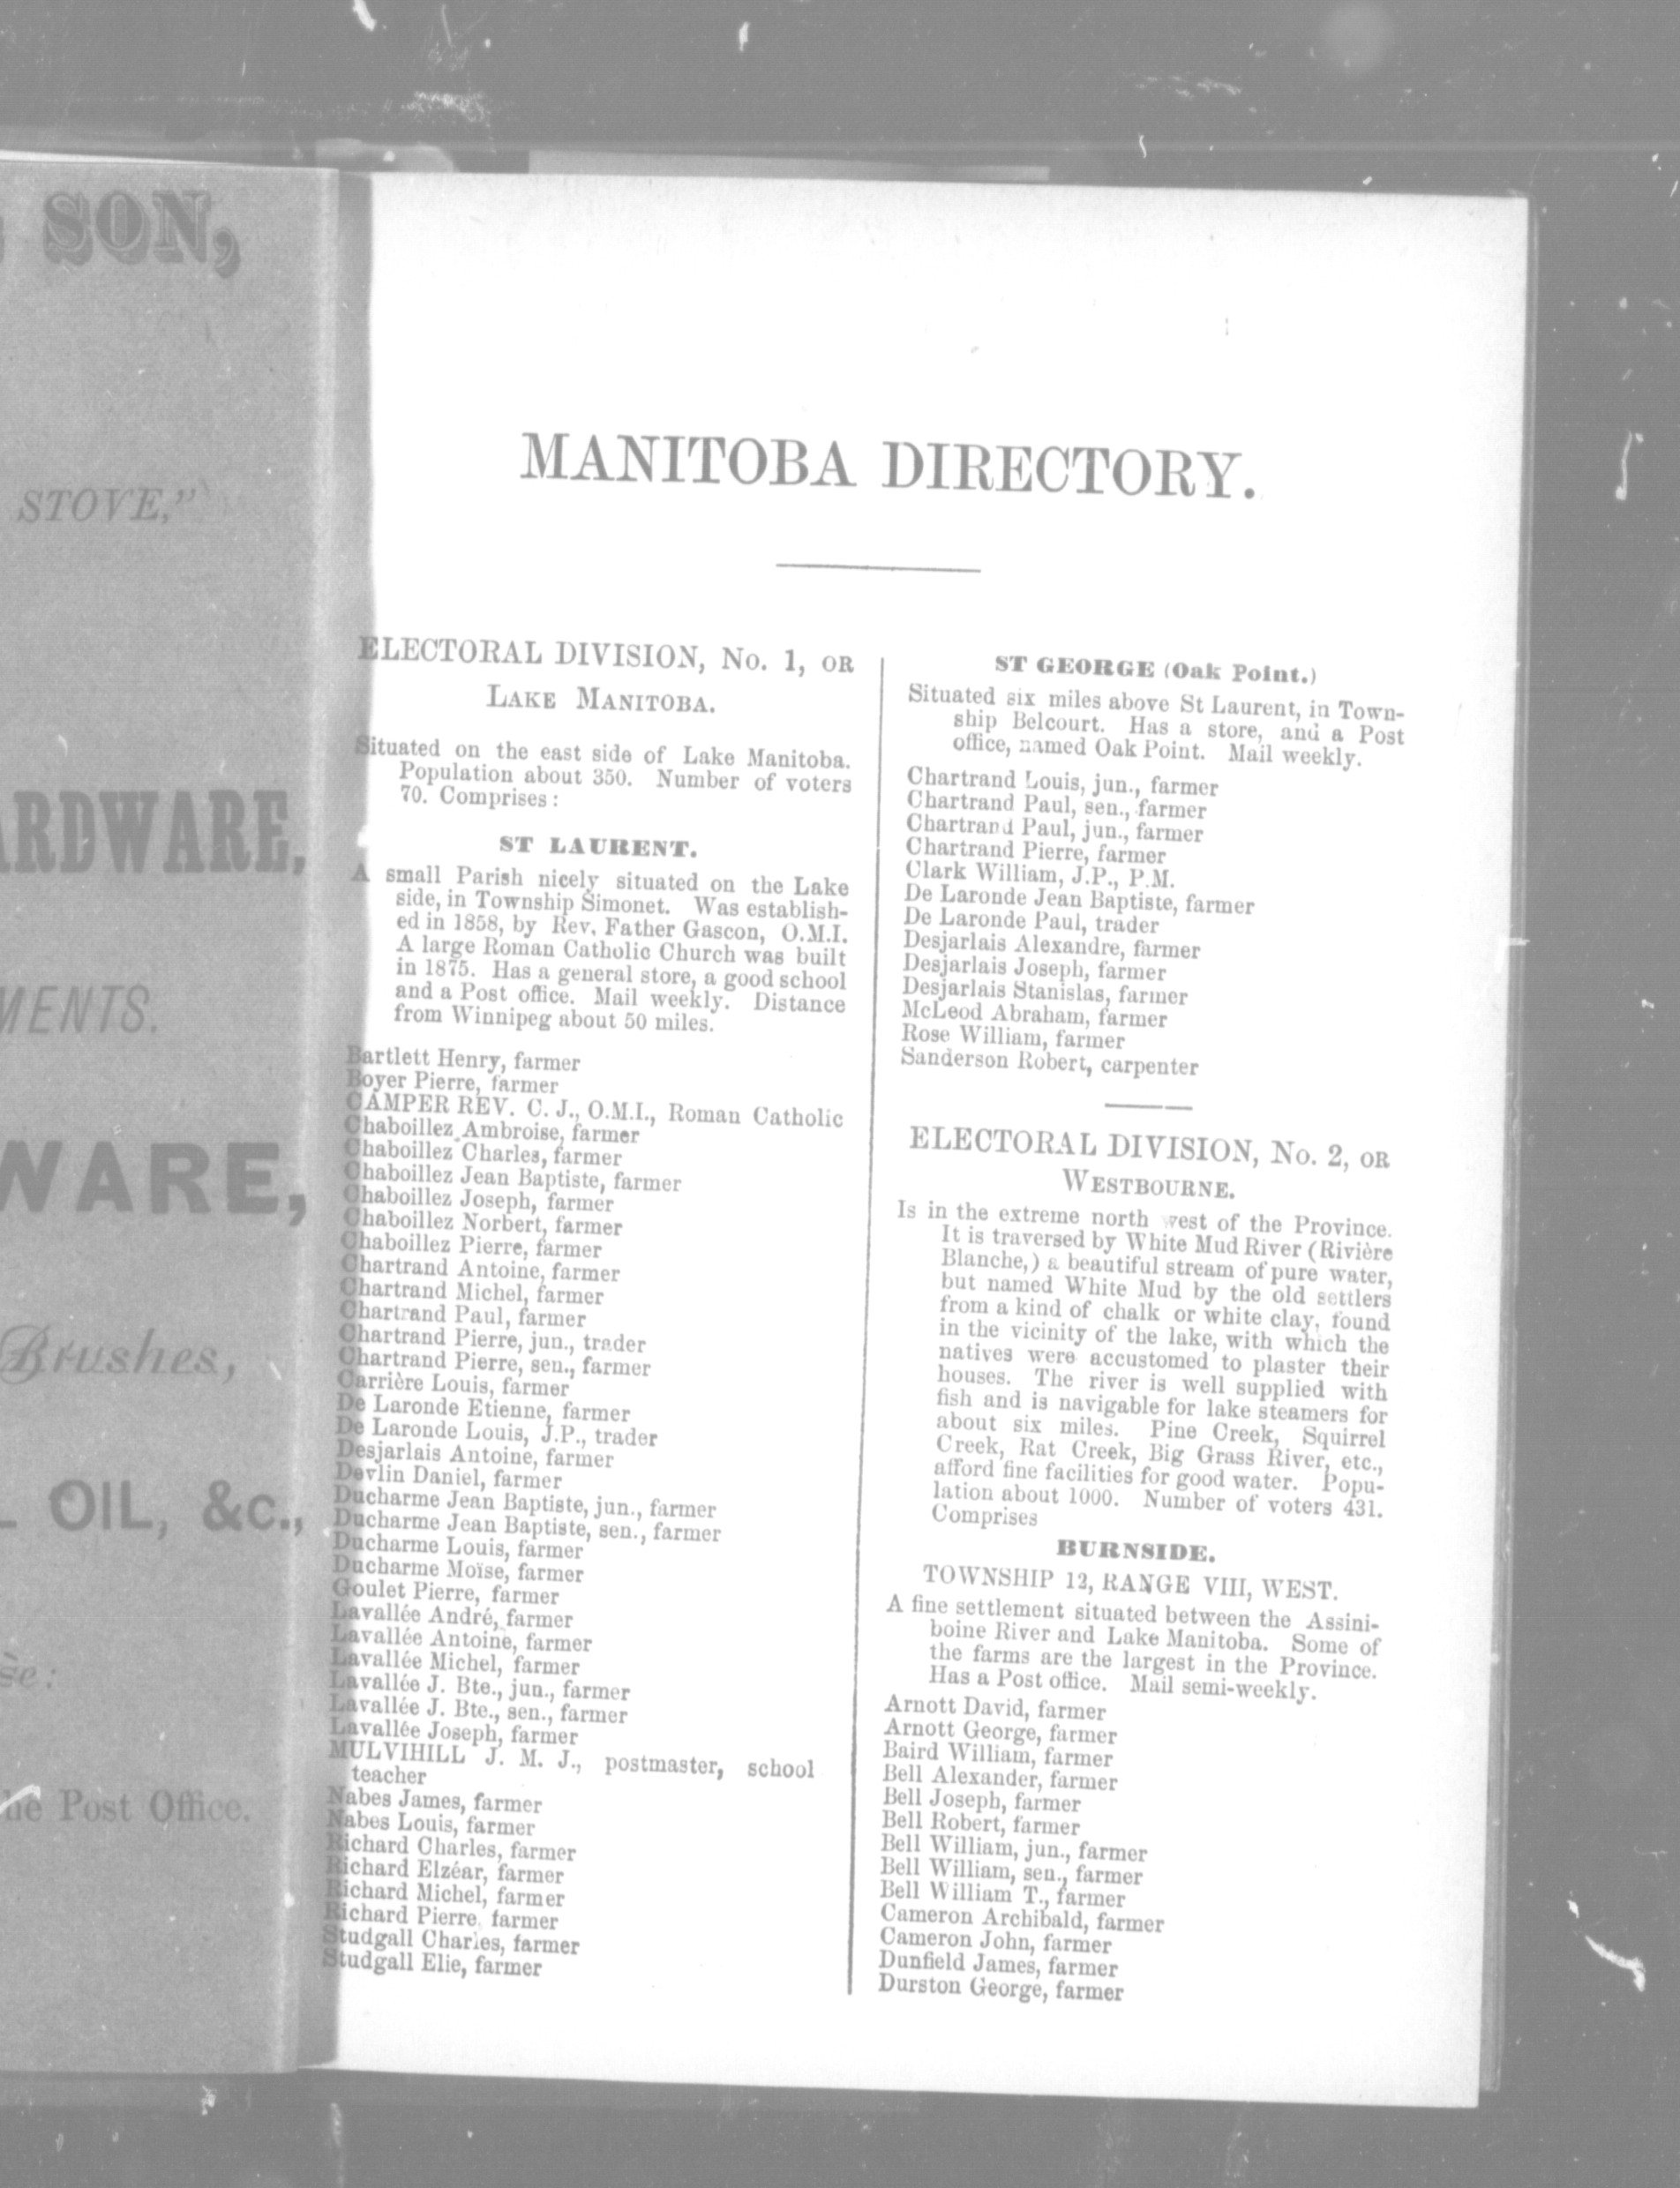 SON,
STOVE,"
ARDWARE,
MENTS.
WARE,
Brushes,
OIL, &c.,
he Post Office.
MANITOBA DIRECTORY.
ELECTORAL DIVISION, No. 1, OR
LAKE MANITOBA.
Situated on the east side of Lake Manitoba.
Population about 350. Number of voters
70. Comprises:
ST LAURENT.
A small Parish nicely situated on the Lake
side, in Township Simonet. Was establish-
ed in 1858, by Rev. Father Gascon, O.M.I.
A large Roman Catholic Church was built
in 1875. Has a general store, a good school
and a Post office. Mail weekly. Distance
from Winnipeg about 50 miles.
Bartlett Henry, farmer
Boyer Pierre, farmer
CAMPER REV. C. J., O.M.I., Roman Catholic
Chaboillez Ambroise, farmer
Chaboillez Charles, farmer
Chaboillez Jean Baptiste, farmer
Chaboillez Joseph, farmer
Chaboillez Norbert, farmer
Chaboillez Pierre, farmer
Chartrand Antoine, farmer
Chartrand Michel, farmer
Chartrand Paul, farmer
Chartrand Pierre, jun., trader
Chartrand Pierre, sen., farmer
Carrière Louis, farmer
De Laronde Etienne, farmer
De Laronde Louis, J.P., trader
Desjarlais Antoine, farmer
Devlin Daniel, farmer
Ducharme Jean Baptiste, jun., farmer
Ducharme Jean Baptiste, sen., farmer
Ducharme Louis, farmer
Ducharme Moïse, farmer
Goulet Pierre, farmer
Lavallée André, farmer
Lavallée Antoine, farmer
Lavallée Michel, farmer
Lavallée J. Bte., jun., farmer
Lavallée J. Bte., sen., farmer
Lavallée Joseph, farmer
MULVIHILL J. M. J., postmaster, school
teacher
Nabes James, farmer
Nabes Louis, farmer
Richard Charles, farmer
Richard Elzéar, farmer
Richard Michel, farmer
Richard Pierre, farmer
Studgall Charles, farmer
Studgall Elie, farmer
ST GEORGE (Oak Point.)
Situated six miles above St Laurent, in Town-
ship Belcourt. Has a store, and a Post
office, named Oak Point. Mail weekly.
Chartrand Louis, jun., farmer
Chartrand Paul, sen., farmer
Chartrand Paul, jun., farmer
Chartrand Pierre, farmer
Clark William, J.P., P.M.
De Laronde Jean Baptiste, farmer
De Laronde Paul, trader
Desjarlais Alexandre, farmer
Desjarlais Joseph, farmer
Desjarlais Stanislas, farmer
McLeod Abraham, farmer
Rose William, farmer
Sanderson Robert, carpenter
ELECTORAL DIVISION, No. 2, OR
WESTBOURNE.
Is in the extreme north west of the Province.
It is traversed by White Mud River (Rivière
Blanche,) a beautiful stream of pure water,
but named White Mud by the old settlers
from a kind of chalk or white clay, found
in the vicinity of the lake, with which the
natives were accustomed to plaster their
houses. The river is well supplied with
fish and is navigable for lake steamers for
about six miles. Pine Creek, Squirrel
Creek, Rat Creek, Big Grass River, etc.,
afford fine facilities for good water. Popu-
lation about 1000. Number of voters 431.
Comprises
BURNSIDE.
TOWNSHIP 12, RANGE VIII, WEST.
A fine settlement situated between the Assini-
boine River and Lake Manitoba. Some of
the farms are the largest in the Province.
Has a Post office. Mail semi-weekly.
Arnott David, farmer
Arnott George, farmer
Baird William, farmer
Bell Alexander, farmer
Bell Joseph, farmer
Bell Robert, farmer
Bell William, jun., farmer
Bell William, sen., farmer
Bell William T., farmer
Cameron Archibald, farmer
Cameron John, farmer
Dunfield James, farmer
Durston George, farmer